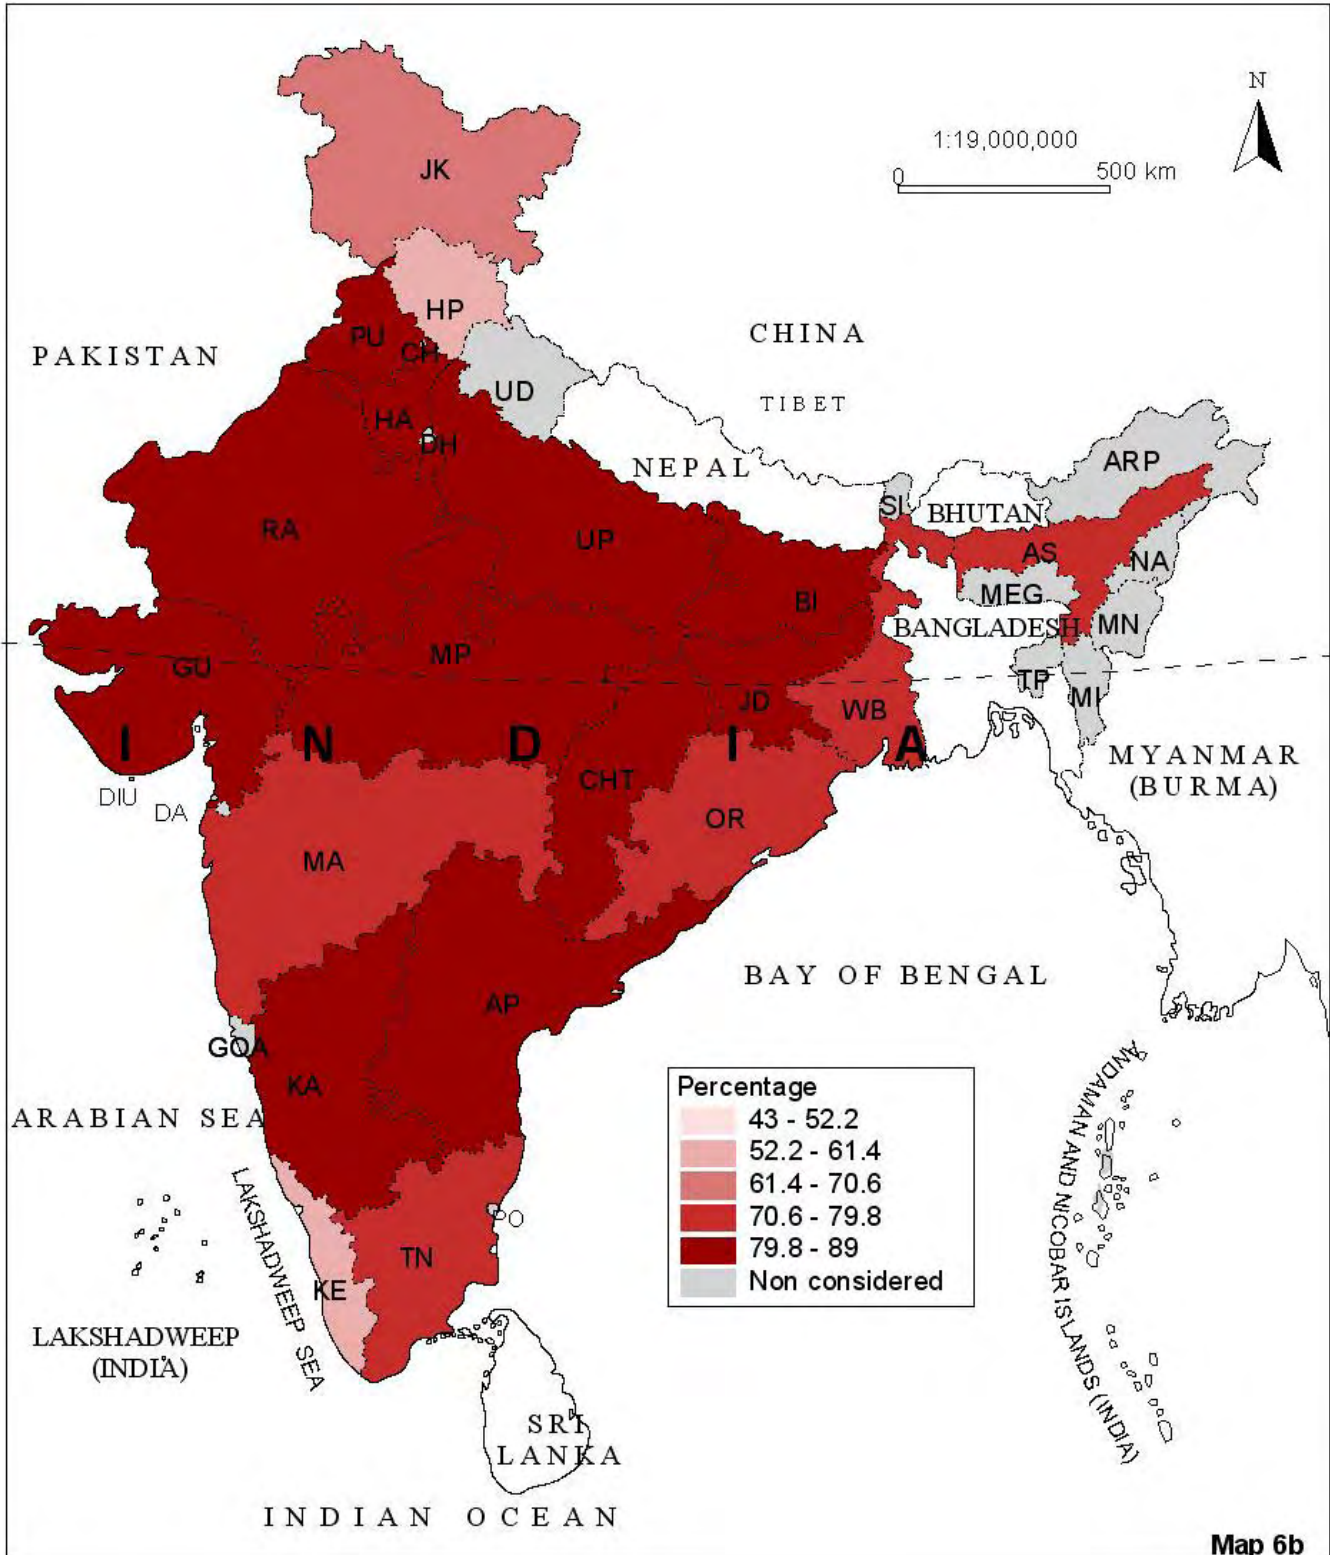 N
1:19,000,000
0 500 km
JK
HP
PU
CH
CHINA
PAKISTAN
UD
TIBET
HA
DH
NEPAL
ARP
SI
BHUTAN
RA
UP
AS
NA
MEG
BI
BANGLADESH
MN
MP
GU
TP
MI
JD
WB
I N D I A
MYANMAR
(BURMA)
CHT
DIU
DA
OR
MA
BAY OF BENGAL
AP
GOA
KA
ARABIAN SEA
Percentage
43 - 52.2
52.2 - 61.4
61.4 - 70.6
70.6 - 79.8
79.8 - 89
Non considered
ANDAMAN AND NICOBAR ISLANDS (INDIA)
LAKSHADWEEP SEA
PO
TN
KE
LAKSHADWEEP
(INDIA)
SRI
LANKA
INDIAN OCEAN
Map 6b